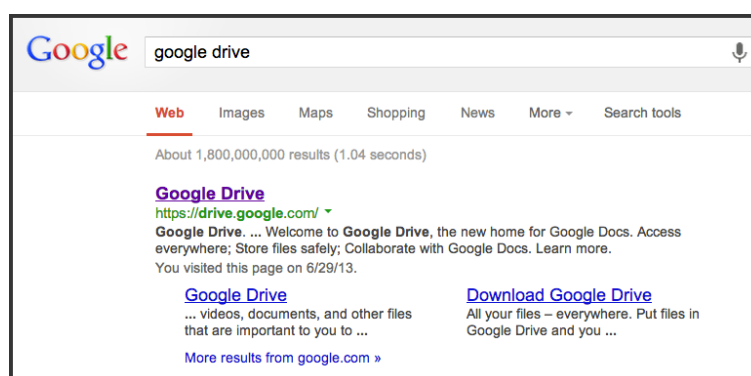 Google
google drive
Web Images Maps Shopping News More Search tools
About 1,800,000,000 results (1.04 seconds)
Google Drive
https://drive.google.com/
Google Drive. ... Welcome to Google Drive, the new home for Google Docs. Access
everywhere; Store files safely; Collaborate with Google Docs. Learn more.
You visited this page on 6/29/13.
Google Drive
... videos, documents, and other files
that are important to you to ...
Download Google Drive
All your files – everywhere. Put files in
Google Drive and you ...
More results from google.com »